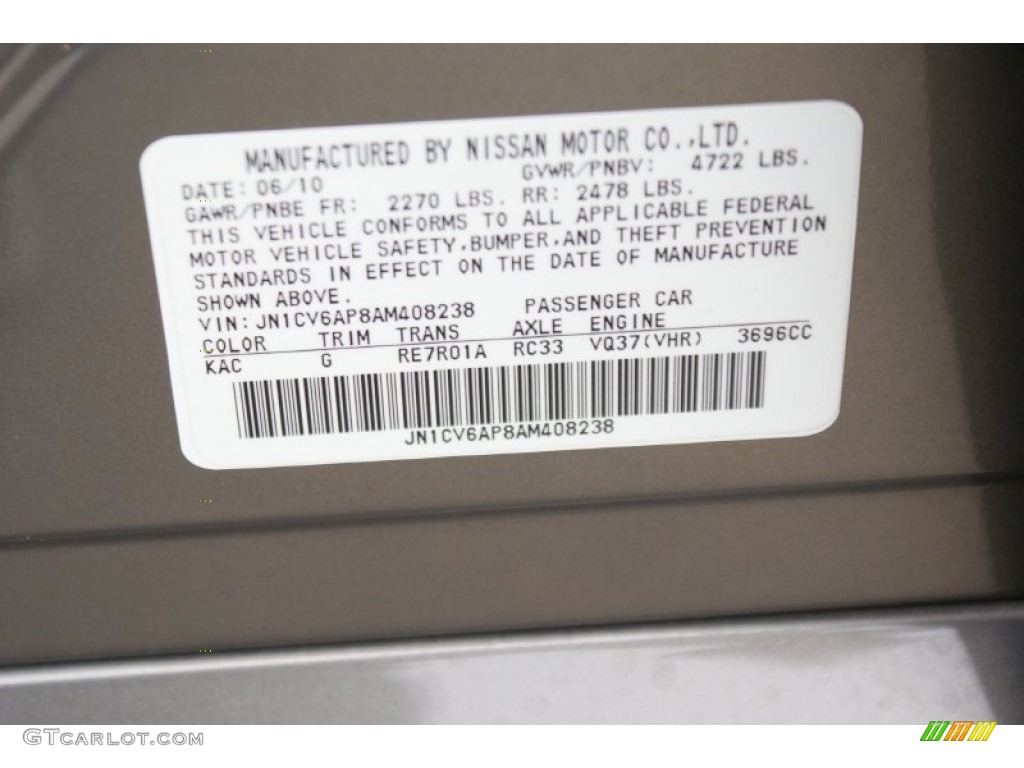 MANUFACTURED BY NISSAN MOTOR CO.,LTD.
DATE: 06/10 GVWR/PNBV: 4722 LBS.
GAWR/PNBE FR: 2270 LBS. RR: 2478 LBS.
THIS VEHICLE CONFORMS TO ALL APPLICABLE FEDERAL
MOTOR VEHICLE SAFETY,BUMPER,AND THEFT PREVENTION
STANDARDS IN EFFECT ON THE DATE OF MANUFACTURE
SHOWN ABOVE.
VIN:JN1CV6AP8AM408238 PASSENGER CAR
COLOR TRIM TRANS AXLE ENGINE
KAC G RE7R01A RC33 VQ37(VHR) 3696CC
JN1CV6AP8AM408238
GTCARLOT.COM